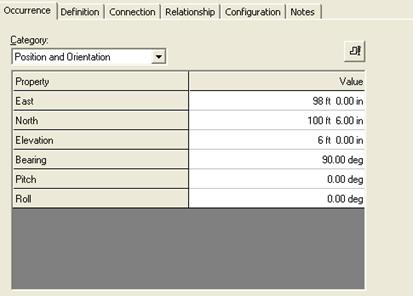 Occurrence Definition Connection Relationship Configuration Notes
Category:
Position and Orientation
Property Value
East 98 ft 0.00 in
North 100 ft 6.00 in
Elevation 6 ft 0.00 in
Bearing 90.00 deg
Pitch 0.00 deg
Roll 0.00 deg